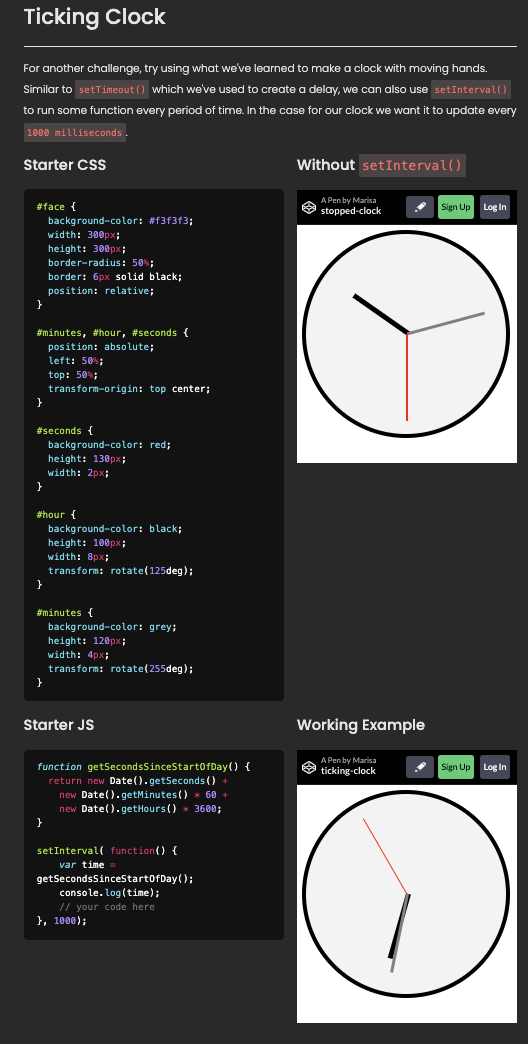 Ticking Clock
For another challenge, try using what we've learned to make a clock with moving hands.
Similar to setTimeout() which we've used to create a delay, we can also use setInterval()
to run some function every period of time. In the case for our clock we want it to update every
1000 milliseconds.
Starter CSS
#face {
  background-color: #f3f3f3;
  width: 300px;
  height: 300px;
  border-radius: 50%;
  border: 6px solid black;
  position: relative;
}
#minutes, #hour, #seconds {
  position: absolute;
  left: 50%;
  top: 50%;
  transform-origin: top center;
}
#seconds {
  background-color: red;
  height: 130px;
  width: 2px;
}
#hour {
  background-color: black;
  height: 100px;
  width: 8px;
  transform: rotate(125deg);
}
#minutes {
  background-color: grey;
  height: 120px;
  width: 4px;
  transform: rotate(255deg);
}
Without setInterval()
A Pen by Marisa
stopped-clock
Sign Up
Log In
Starter JS
function getSecondsSinceStartOfDay() {
  return new Date().getSeconds() +
    new Date().getMinutes() * 60 +
    new Date().getHours() * 3600;
}
setInterval( function() {
    var time =
getSecondsSinceStartOfDay();
    console.log(time);
    // your code here
}, 1000);
Working Example
A Pen by Marisa
ticking-clock
Sign Up
Log In